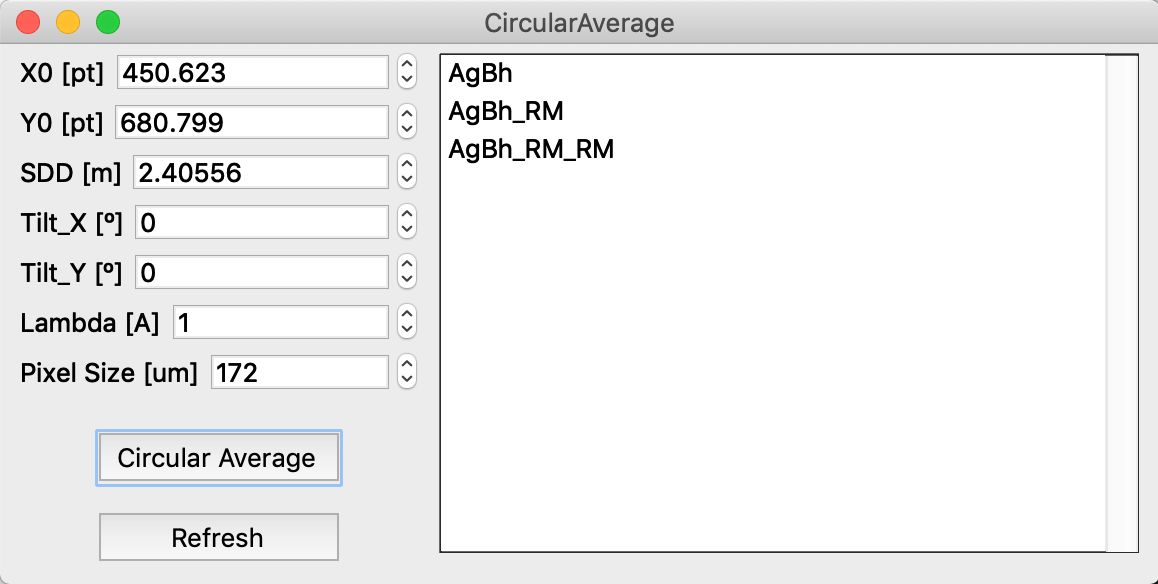 CircularAverage
X0 [pt] 450.623
Y0 [pt] 680.799
SDD [m] 2.40556
Tilt_X [º] 0
Tilt_Y [º] 0
Lambda [A] 1
Pixel Size [um] 172
Circular Average
Refresh
AgBh
AgBh_RM
AgBh_RM_RM